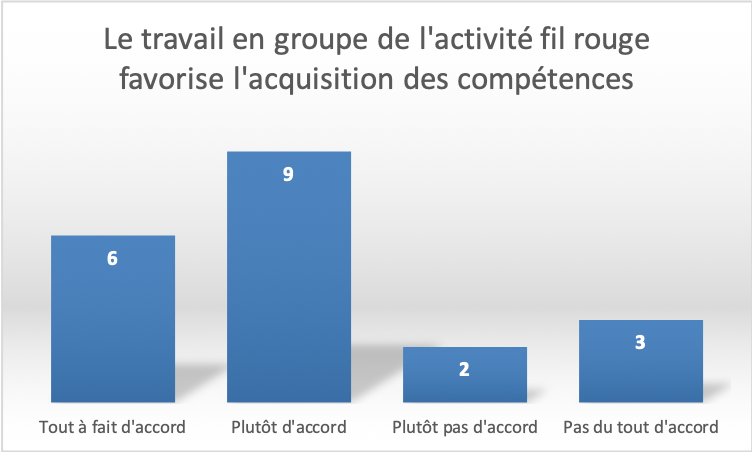 Le travail en groupe de l'activité fil rouge
favorise l'acquisition des compétences
6
9
2
3
Tout à fait d'accord
Plutôt d'accord
Plutôt pas d'accord
Pas du tout d'accord